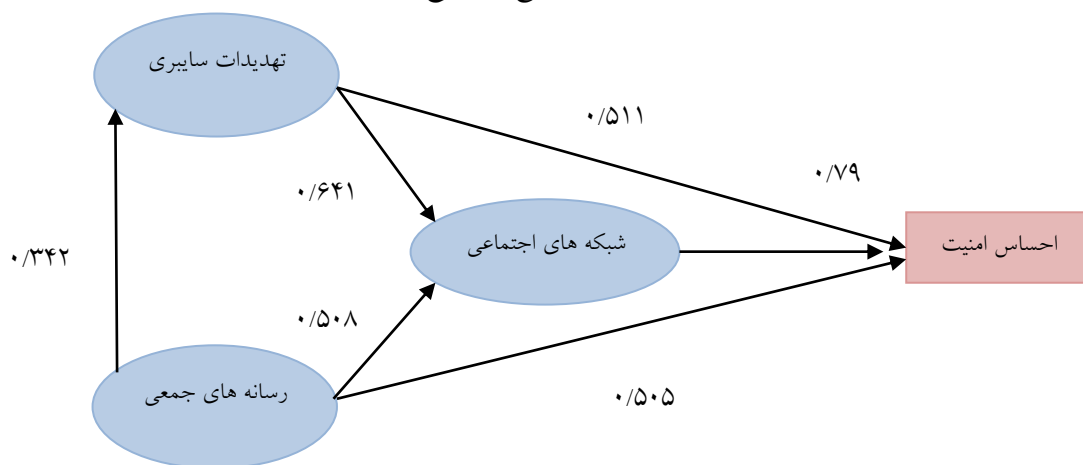 تهدیدات سایبری
۰/۵۱۱
۰/۷۹
۰/۶۴۱
شبکه های اجتماعی
احساس امنیت
۰/۳۴۲
۰/۵۰۸
رسانه های جمعی
۰/۵۰۵